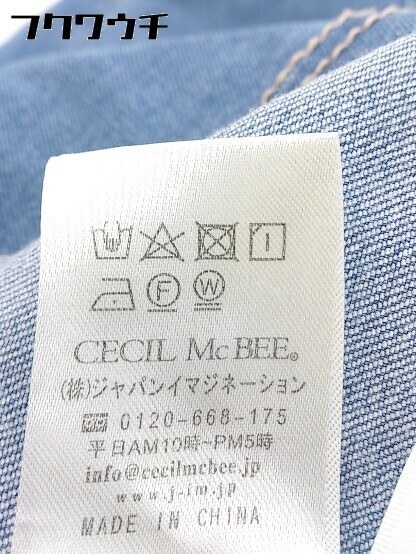 フクワウチ
CECIL McBEE®
(株)ジャパンイマジネーション
0120-668-175
平日AM10時~PM5時
info@cecilmcbee.jp
www.j-im.jp
MADE IN CHINA